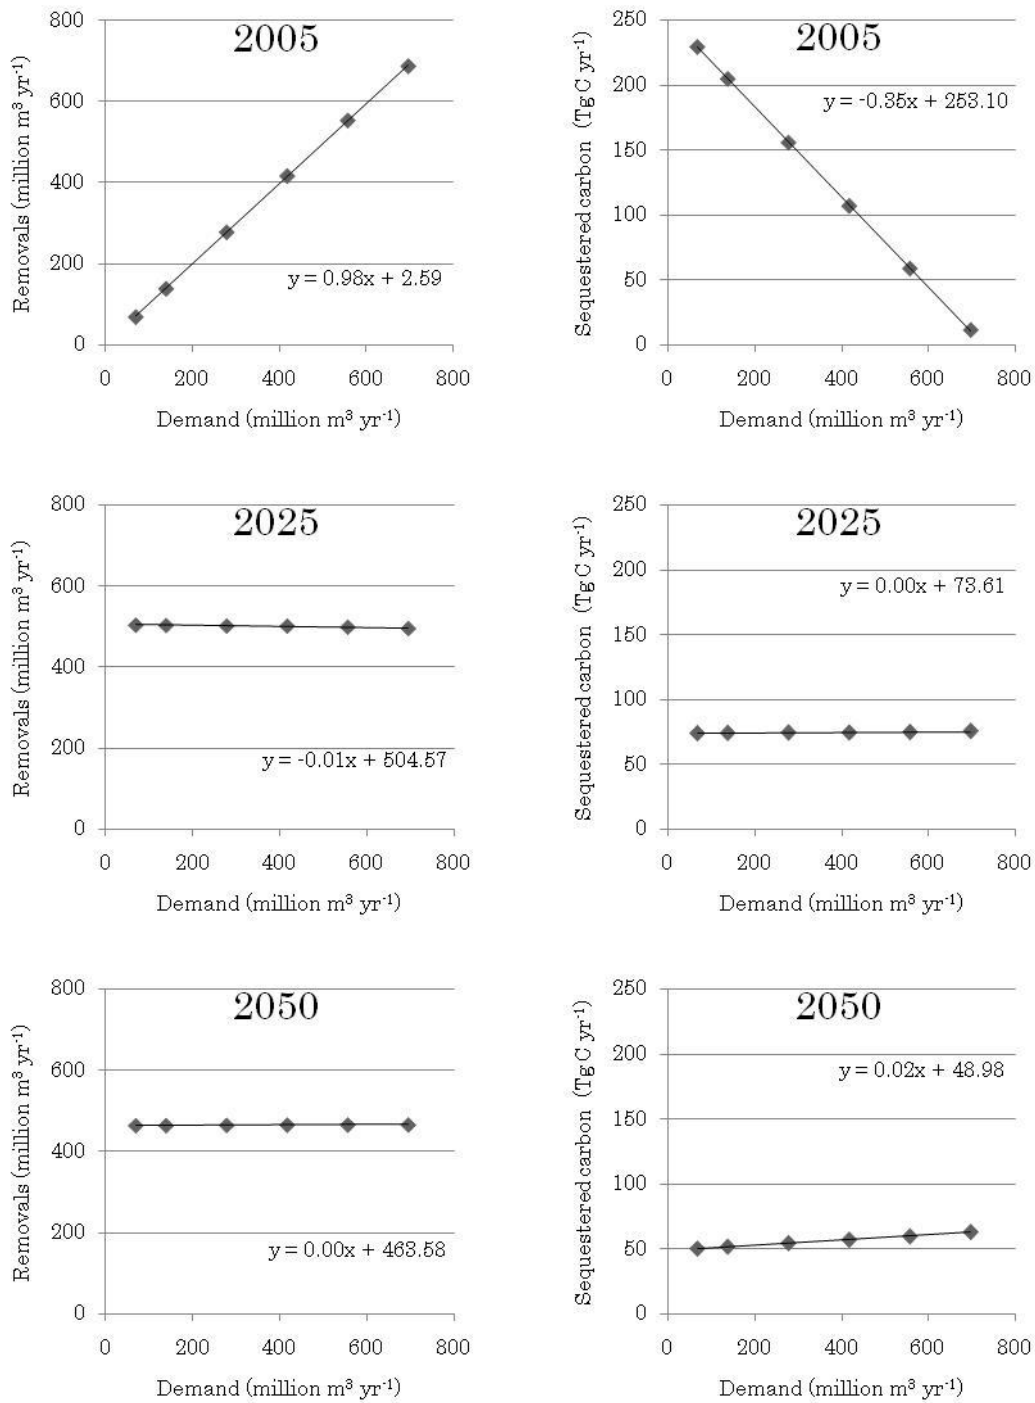 2005
Removals (million m³ yr⁻¹)
800
600
400
200
0
y = 0.98x + 2.59
0 200 400 600 800
Demand (million m³ yr⁻¹)
2005
Sequestered carbon (Tg C yr⁻¹)
250
200
150
100
50
0
y = -0.35x + 253.10
0 200 400 600 800
Demand (million m³ yr⁻¹)
2025
Removals (million m³ yr⁻¹)
800
600
400
200
0
y = -0.01x + 504.57
0 200 400 600 800
Demand (million m³ yr⁻¹)
2025
Sequestered carbon (Tg C yr⁻¹)
250
200
150
100
50
0
y = 0.00x + 73.61
0 200 400 600 800
Demand (million m³ yr⁻¹)
2050
Removals (million m³ yr⁻¹)
800
600
400
200
0
y = 0.00x + 463.58
0 200 400 600 800
Demand (million m³ yr⁻¹)
2050
Sequestered carbon (Tg C yr⁻¹)
250
200
150
100
50
0
y = 0.02x + 48.98
0 200 400 600 800
Demand (million m³ yr⁻¹)